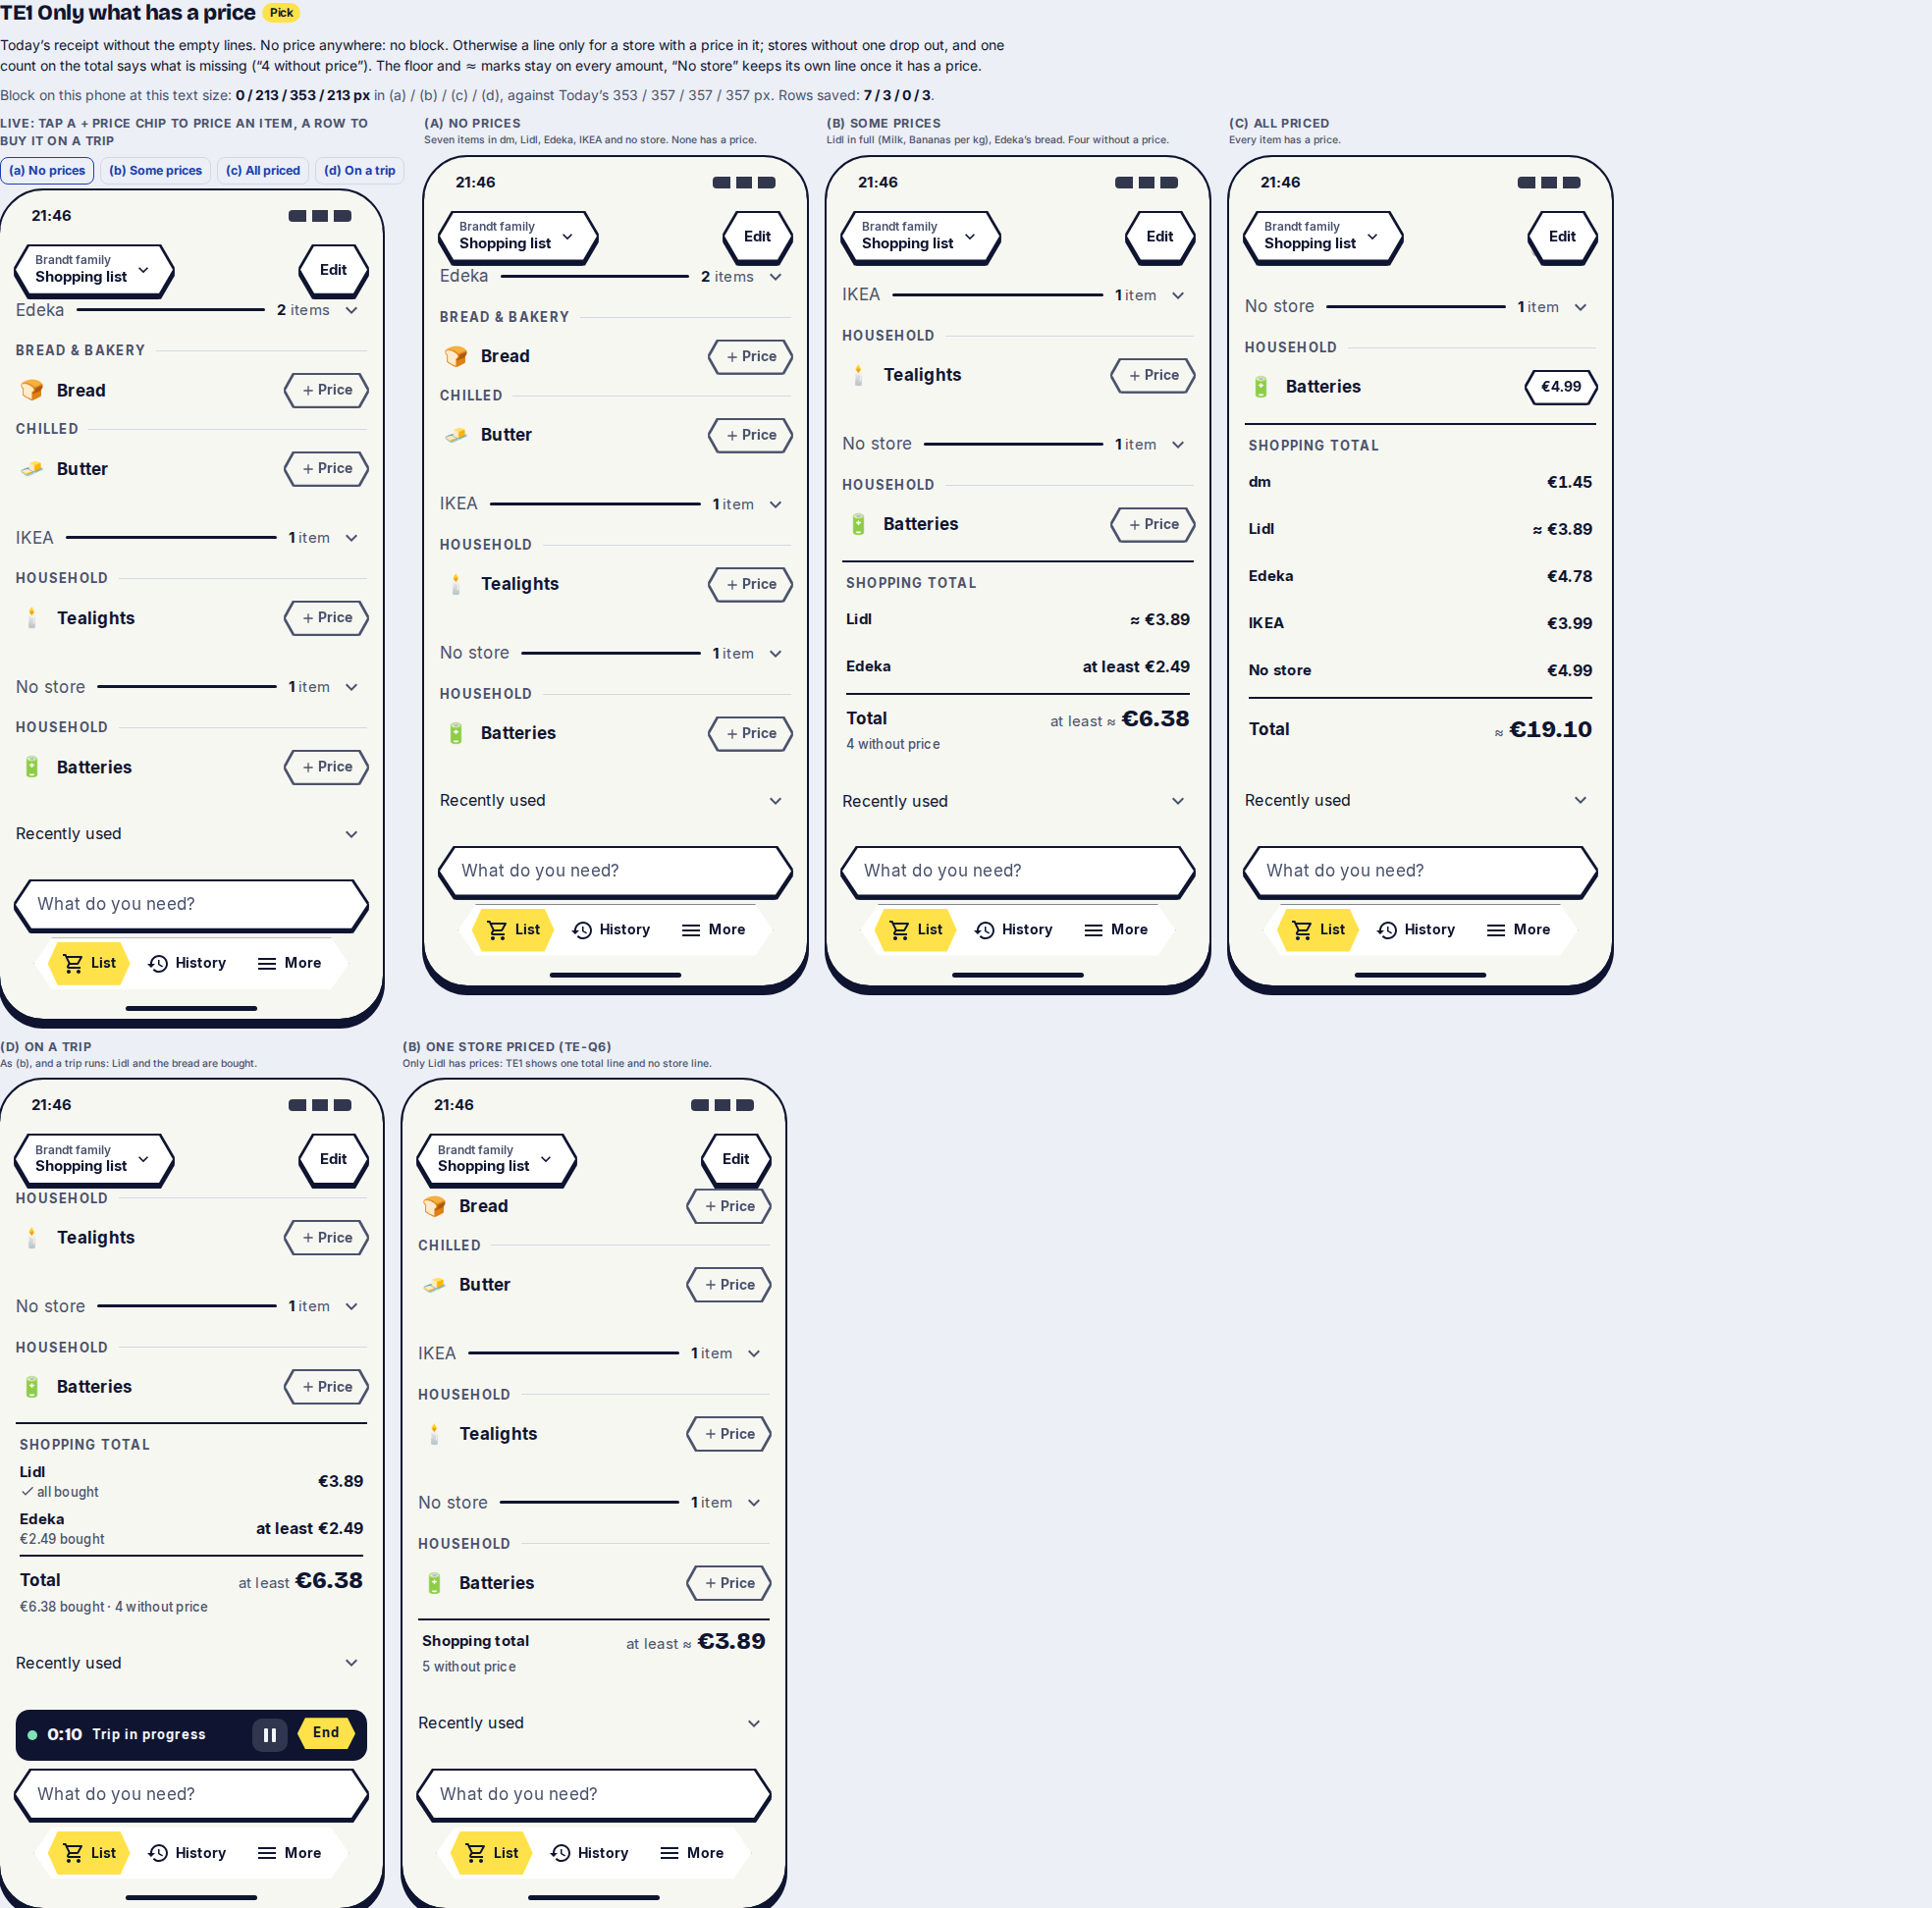 TE1 Only what has a price Pick
Today’s receipt without the empty lines. No price anywhere: no block. Otherwise a line only for a store with a price in it; stores without one drop out, and one
count on the total says what is missing (“4 without price”). The floor and ≈ marks stay on every amount, “No store” keeps its own line once it has a price.
Block on this phone at this text size: 0 / 213 / 353 / 213 px in (a) / (b) / (c) / (d), against Today’s 353 / 357 / 357 / 357 px. Rows saved: 7 / 3 / 0 / 3.
LIVE: TAP A + PRICE CHIP TO PRICE AN ITEM, A ROW TO
BUY IT ON A TRIP
(a) No prices (b) Some prices (c) All priced (d) On a trip
21:46
Brandt family
Shopping list
Edit
Edeka 2 items
BREAD & BAKERY
Bread + Price
CHILLED
Butter + Price
IKEA 1 item
HOUSEHOLD
Tealights + Price
No store 1 item
HOUSEHOLD
Batteries + Price
Recently used
What do you need?
List History More
(A) NO PRICES
Seven items in dm, Lidl, Edeka, IKEA and no store. None has a price.
21:46
Brandt family
Shopping list
Edit
Edeka 2 items
BREAD & BAKERY
Bread + Price
CHILLED
Butter + Price
IKEA 1 item
HOUSEHOLD
Tealights + Price
No store 1 item
HOUSEHOLD
Batteries + Price
Recently used
What do you need?
List History More
(B) SOME PRICES
Lidl in full (Milk, Bananas per kg), Edeka’s bread. Four without a price.
21:46
Brandt family
Shopping list
Edit
IKEA 1 item
HOUSEHOLD
Tealights + Price
No store 1 item
HOUSEHOLD
Batteries + Price
SHOPPING TOTAL
Lidl ≈ €3.89
Edeka at least €2.49
Total at least ≈ €6.38
4 without price
Recently used
What do you need?
List History More
(C) ALL PRICED
Every item has a price.
21:46
Brandt family
Shopping list
Edit
No store 1 item
HOUSEHOLD
Batteries €4.99
SHOPPING TOTAL
dm €1.45
Lidl ≈ €3.89
Edeka €4.78
IKEA €3.99
No store €4.99
Total ≈ €19.10
Recently used
What do you need?
List History More
(D) ON A TRIP
As (b), and a trip runs: Lidl and the bread are bought.
21:46
Brandt family
Shopping list
Edit
HOUSEHOLD
Tealights + Price
No store 1 item
HOUSEHOLD
Batteries + Price
SHOPPING TOTAL
Lidl €3.89
✓ all bought
Edeka at least €2.49
€2.49 bought
Total at least €6.38
€6.38 bought · 4 without price
Recently used
0:10 Trip in progress End
What do you need?
List History More
(B) ONE STORE PRICED (TE-Q6)
Only Lidl has prices: TE1 shows one total line and no store line.
21:46
Brandt family
Shopping list
Edit
Bread + Price
CHILLED
Butter + Price
IKEA 1 item
HOUSEHOLD
Tealights + Price
No store 1 item
HOUSEHOLD
Batteries + Price
Shopping total at least ≈ €3.89
5 without price
Recently used
What do you need?
List History More